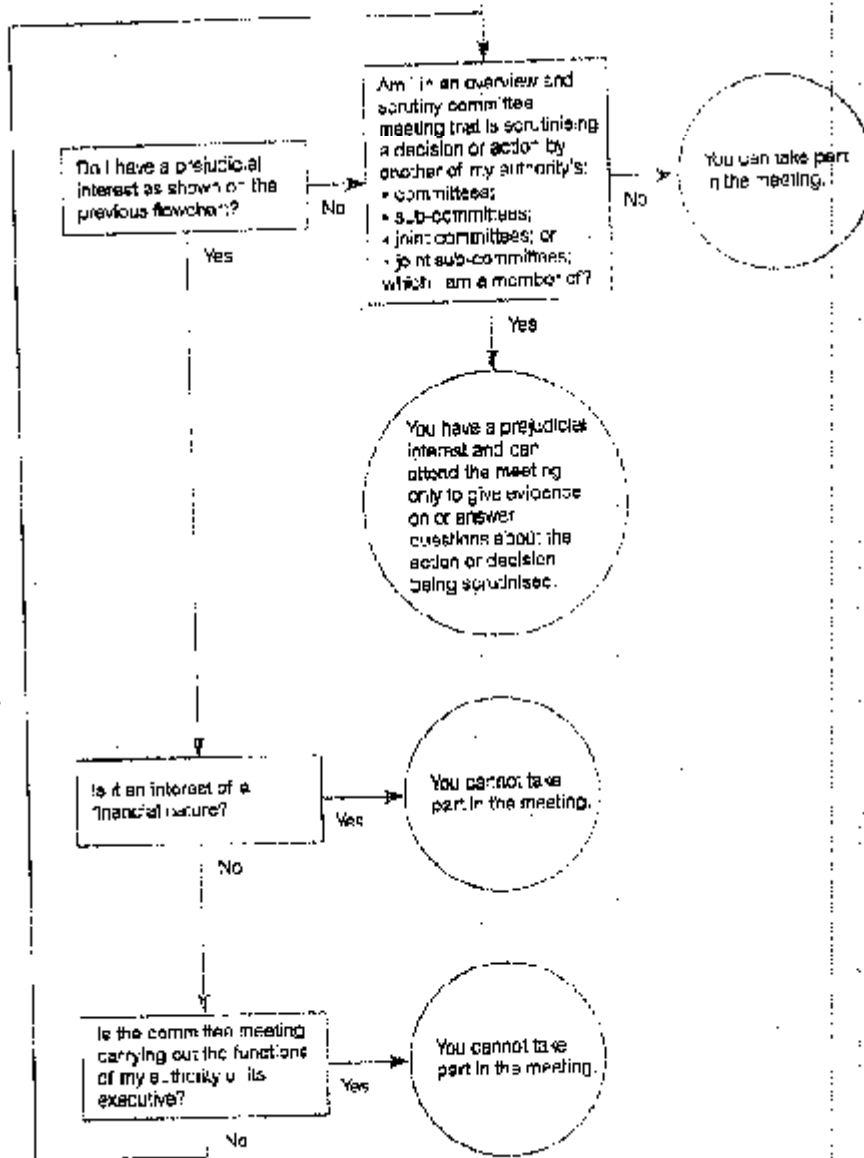 Do I have a prejudicial
interest as shown on the
previous flowchart?
No
Yes
Am I in an overview and
scrutiny committee
meeting that is scrutinising
a decision or action by
another of my authority's:
• committees;
• sub-committees;
• joint committees; or
• joint sub-committees;
which I am a member of?
No
You can take part
in the meeting.
Yes
You have a prejudicial
interest and can
attend the meeting
only to give evidence
on or answer
questions about the
action or decision
being scrutinised.
Is it an interest of a
financial nature?
Yes
You cannot take
part in the meeting.
No
Is the committee meeting
carrying out the functions
of my authority or its
executive?
Yes
You cannot take
part in the meeting.
No